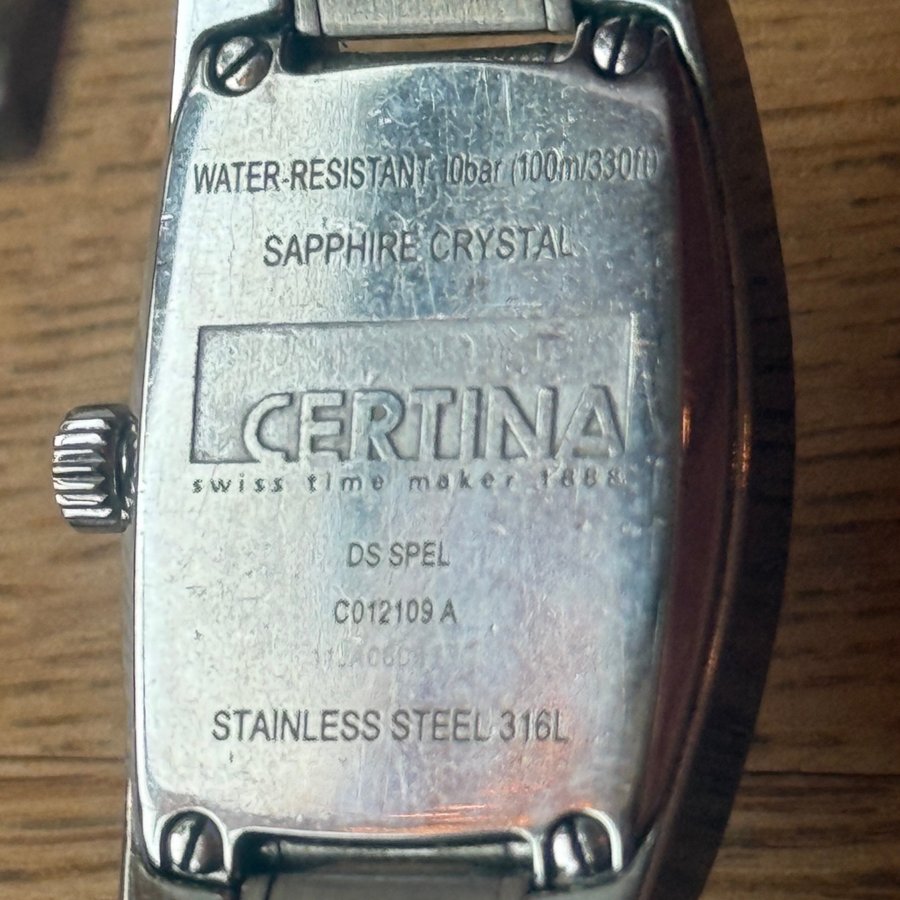 WATER-RESISTANT 10bar (100m/330ft)
SAPPHIRE CRYSTAL
CERTINA
swiss time maker 1888
DS SPEL
C012109 A
STAINLESS STEEL 316L